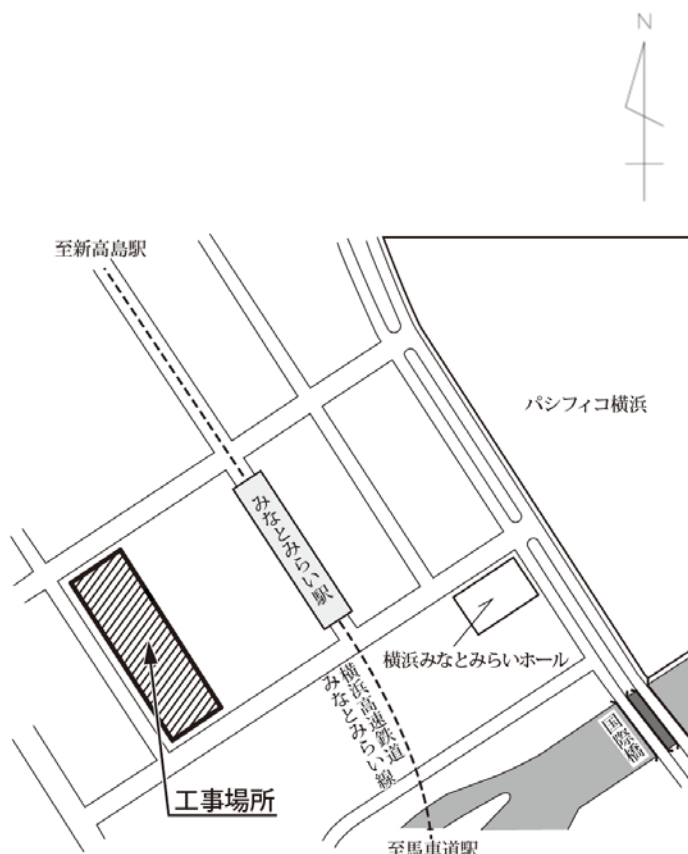 N
至新高島駅
パシフィコ横浜
みなとみらい駅
横浜みなとみらいホール
横浜高速鉄道
みなとみらい線
国際橋
工事場所
至馬車道駅